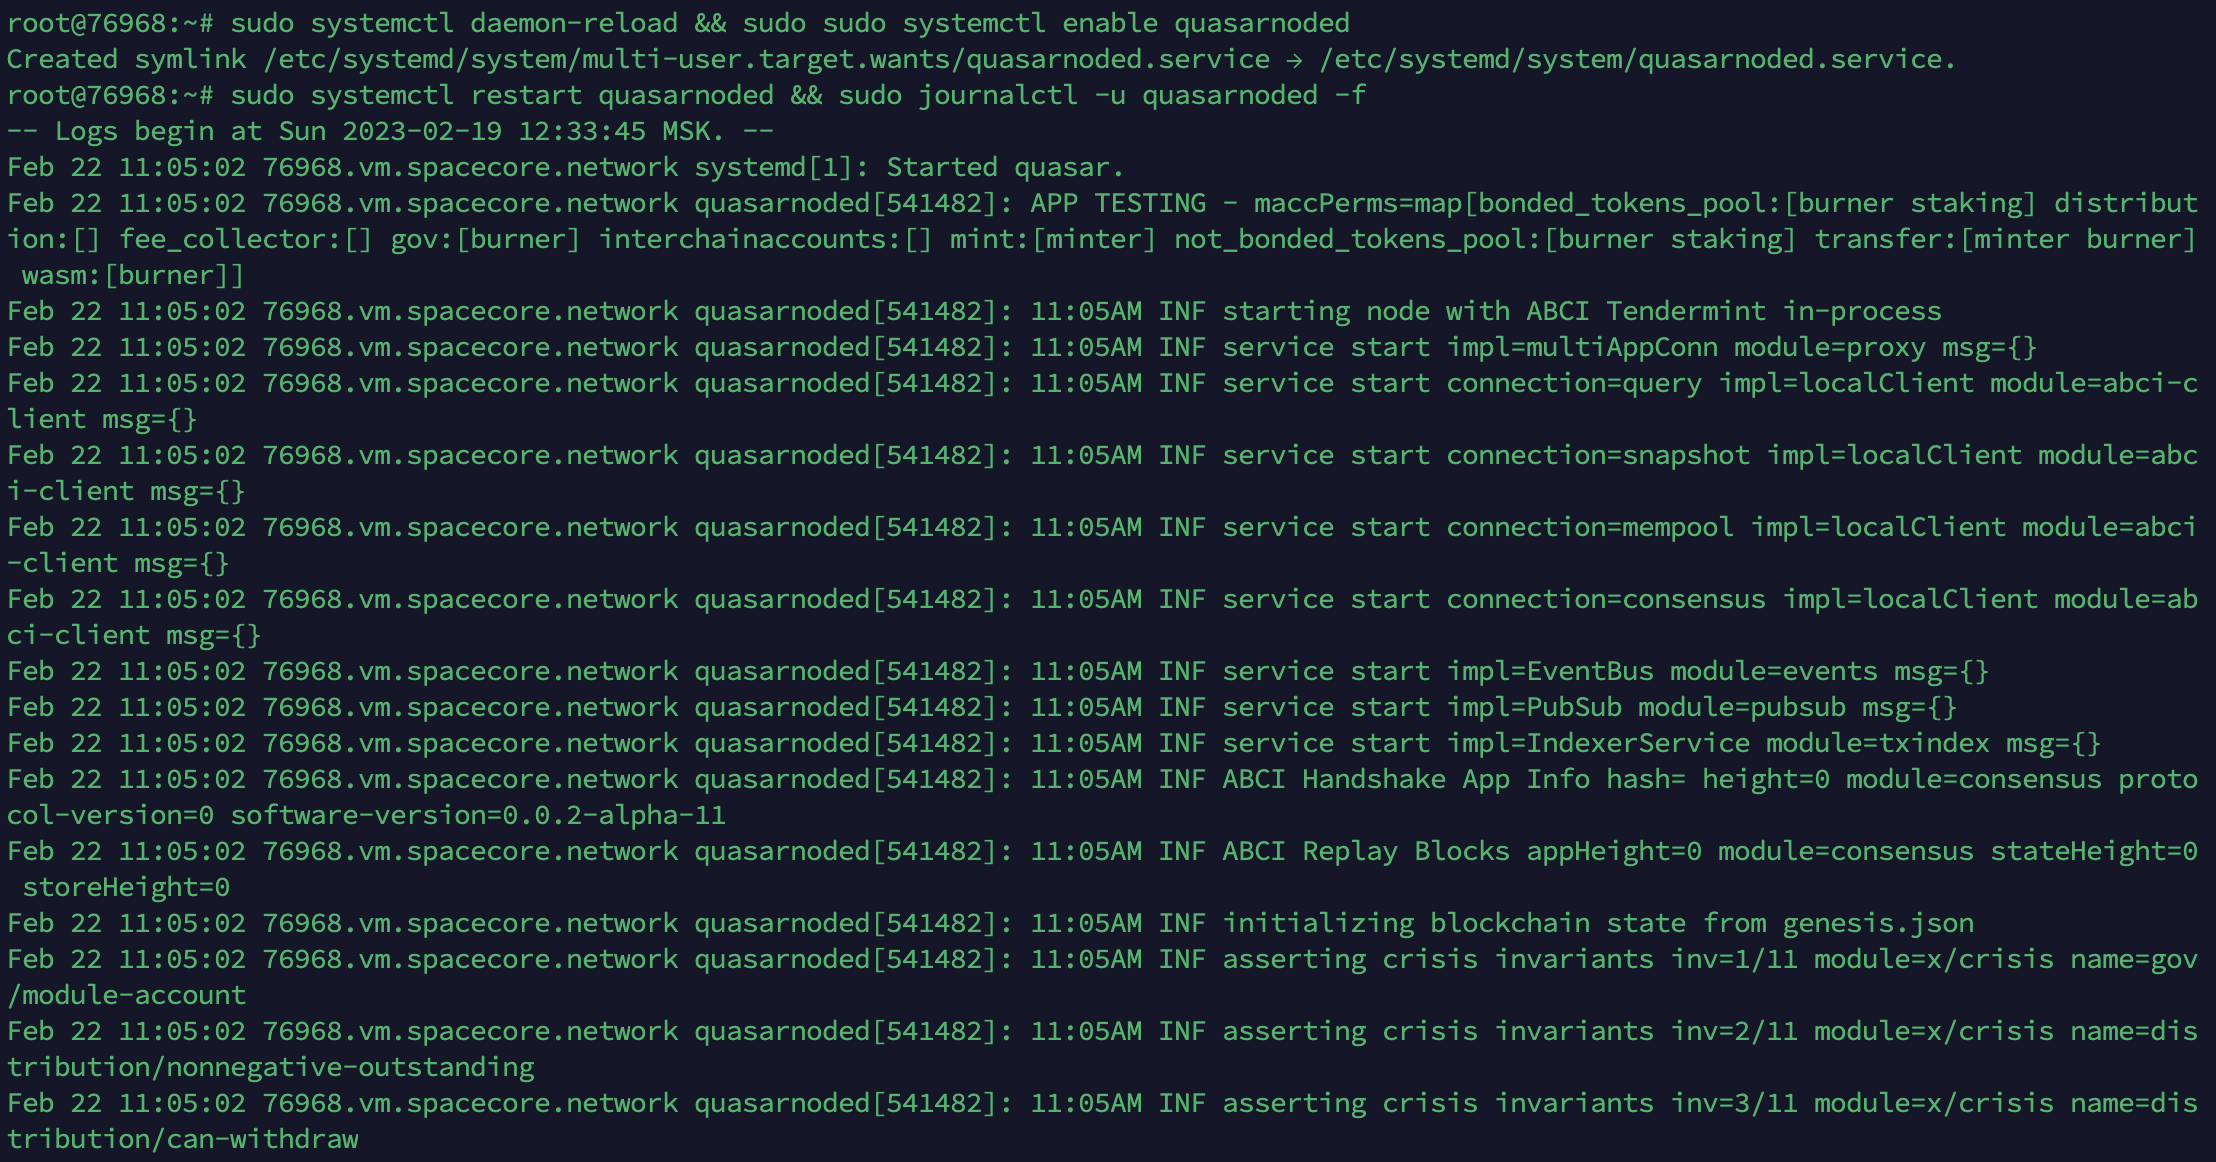 root@76968:~# sudo systemctl daemon-reload && sudo sudo systemctl enable quasarnoded
Created symlink /etc/systemd/system/multi-user.target.wants/quasarnoded.service → /etc/systemd/system/quasarnoded.service.
root@76968:~# sudo systemctl restart quasarnoded && sudo journalctl -u quasarnoded -f
-- Logs begin at Sun 2023-02-19 12:33:45 MSK. --
Feb 22 11:05:02 76968.vm.spacecore.network systemd[1]: Started quasar.
Feb 22 11:05:02 76968.vm.spacecore.network quasarnoded[541482]: APP TESTING - maccPerms=map[bonded_tokens_pool:[burner staking] distribut
ion:[] fee_collector:[] gov:[burner] interchainaccounts:[] mint:[minter] not_bonded_tokens_pool:[burner staking] transfer:[minter burner]
 wasm:[burner]]
Feb 22 11:05:02 76968.vm.spacecore.network quasarnoded[541482]: 11:05AM INF starting node with ABCI Tendermint in-process
Feb 22 11:05:02 76968.vm.spacecore.network quasarnoded[541482]: 11:05AM INF service start impl=multiAppConn module=proxy msg={}
Feb 22 11:05:02 76968.vm.spacecore.network quasarnoded[541482]: 11:05AM INF service start connection=query impl=localClient module=abci-c
lient msg={}
Feb 22 11:05:02 76968.vm.spacecore.network quasarnoded[541482]: 11:05AM INF service start connection=snapshot impl=localClient module=abc
i-client msg={}
Feb 22 11:05:02 76968.vm.spacecore.network quasarnoded[541482]: 11:05AM INF service start connection=mempool impl=localClient module=abci
-client msg={}
Feb 22 11:05:02 76968.vm.spacecore.network quasarnoded[541482]: 11:05AM INF service start connection=consensus impl=localClient module=ab
ci-client msg={}
Feb 22 11:05:02 76968.vm.spacecore.network quasarnoded[541482]: 11:05AM INF service start impl=EventBus module=events msg={}
Feb 22 11:05:02 76968.vm.spacecore.network quasarnoded[541482]: 11:05AM INF service start impl=PubSub module=pubsub msg={}
Feb 22 11:05:02 76968.vm.spacecore.network quasarnoded[541482]: 11:05AM INF service start impl=IndexerService module=txindex msg={}
Feb 22 11:05:02 76968.vm.spacecore.network quasarnoded[541482]: 11:05AM INF ABCI Handshake App Info hash= height=0 module=consensus proto
col-version=0 software-version=0.0.2-alpha-11
Feb 22 11:05:02 76968.vm.spacecore.network quasarnoded[541482]: 11:05AM INF ABCI Replay Blocks appHeight=0 module=consensus stateHeight=0
 storeHeight=0
Feb 22 11:05:02 76968.vm.spacecore.network quasarnoded[541482]: 11:05AM INF initializing blockchain state from genesis.json
Feb 22 11:05:02 76968.vm.spacecore.network quasarnoded[541482]: 11:05AM INF asserting crisis invariants inv=1/11 module=x/crisis name=gov
/module-account
Feb 22 11:05:02 76968.vm.spacecore.network quasarnoded[541482]: 11:05AM INF asserting crisis invariants inv=2/11 module=x/crisis name=dis
tribution/nonnegative-outstanding
Feb 22 11:05:02 76968.vm.spacecore.network quasarnoded[541482]: 11:05AM INF asserting crisis invariants inv=3/11 module=x/crisis name=dis
tribution/can-withdraw